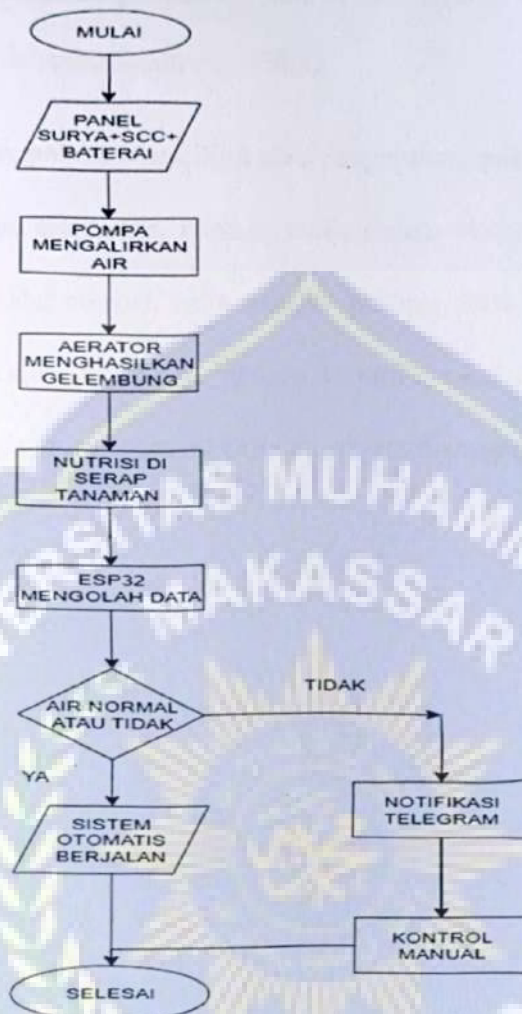 MULAI
PANEL
SURYA+SCC+
BATERAI
POMPA
MENGALIRKAN
AIR
AERATOR
MENGHASILKAN
GELEMBUNG
NUTRISI DI
SERAP
TANAMAN
ESP32
MENGOLAH DATA
AIR NORMAL
ATAU TIDAK
TIDAK
YA
SISTEM
OTOMATIS
BERJALAN
NOTIFIKASI
TELEGRAM
KONTROL
MANUAL
SELESAI
MAKASSAR